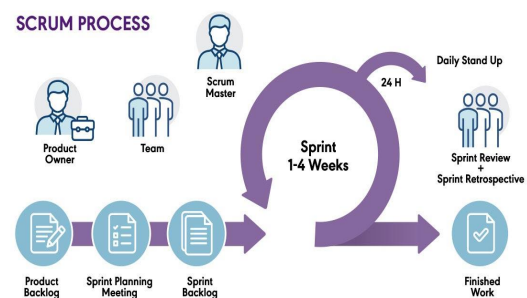 SCRUM PROCESS
Scrum
Master
Product
Owner
Team
Sprint
1-4 Weeks
24 H
Daily Stand Up
Sprint Review
+
Sprint Retrospective
Product
Backlog
Sprint Planning
Meeting
Sprint
Backlog
Finished
Work